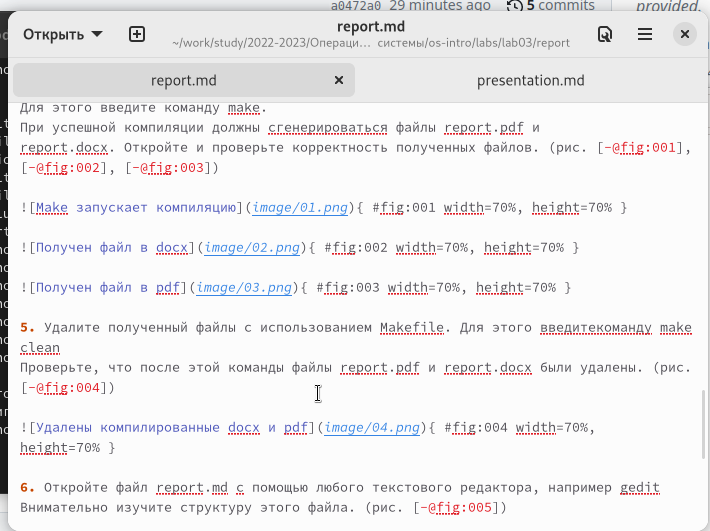 a0472a0 29 minutes ago 5 commits
provided.
Открыть
report.md
~/work/study/2022-2023/Операци… системы/os-intro/labs/lab03/report
report.md
presentation.md
Для этого введите команду make.
При успешной компиляции должны сгенерироваться файлы report.pdf и
report.docx. Откройте и проверьте корректность полученных файлов. (рис. [-@fig:001],
[-@fig:002], [-@fig:003])
![Make запускает компиляцию](image/01.png){ #fig:001 width=70%, height=70% }
![Получен файл в docx](image/02.png){ #fig:002 width=70%, height=70% }
![Получен файл в pdf](image/03.png){ #fig:003 width=70%, height=70% }
5. Удалите полученный файлы с использованием Makefile. Для этого введитекоманду make
clean
Проверьте, что после этой команды файлы report.pdf и report.docx были удалены. (рис.
[-@fig:004])
![Удалены компилированные docx и pdf](image/04.png){ #fig:004 width=70%,
height=70% }
6. Откройте файл report.md c помощью любого текстового редактора, например gedit
Внимательно изучите структуру этого файла. (рис. [-@fig:005])